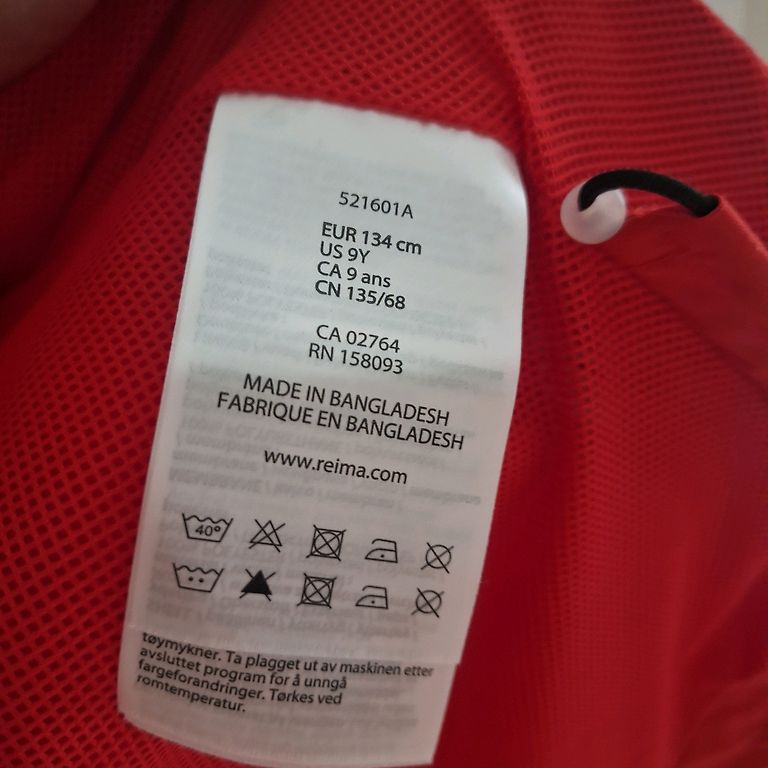 521601A
EUR 134 cm
US 9Y
CA 9 ans
CN 135/68
CA 02764
RN 158093
MADE IN BANGLADESH
FABRIQUE EN BANGLADESH
www.reima.com
40°
tøymykner. Ta plagget ut av maskinen etter
avsluttet program for å unngå
fargeforandringer. Tørkes ved
romtemperatur.